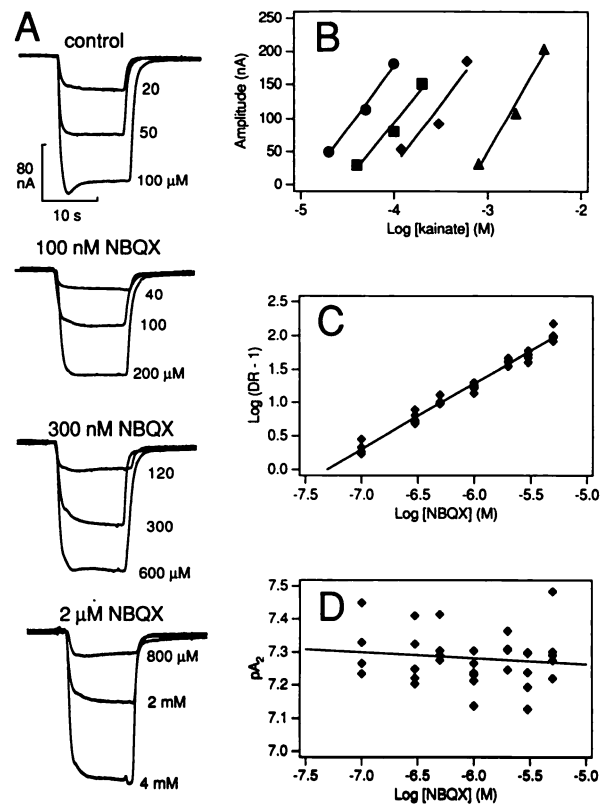 A
control
20
50
100 µM
80
nA
10 s
100 nM NBQX
40
100
200 µM
300 nM NBQX
120
300
600 µM
2 µM NBQX
800 µM
2 mM
4 mM
B
Amplitude (nA)
250
200
150
100
50
0
-5
-4
-3
-2
Log [kainate] (M)
C
Log (DR - 1)
2.5
2.0
1.5
1.0
0.5
0.0
-7.5
-7.0
-6.5
-6.0
-5.5
-5.0
Log [NBQX] (M)
D
pA2
7.5
7.4
7.3
7.2
7.1
7.0
-7.5
-7.0
-6.5
-6.0
-5.5
-5.0
Log [NBQX] (M)